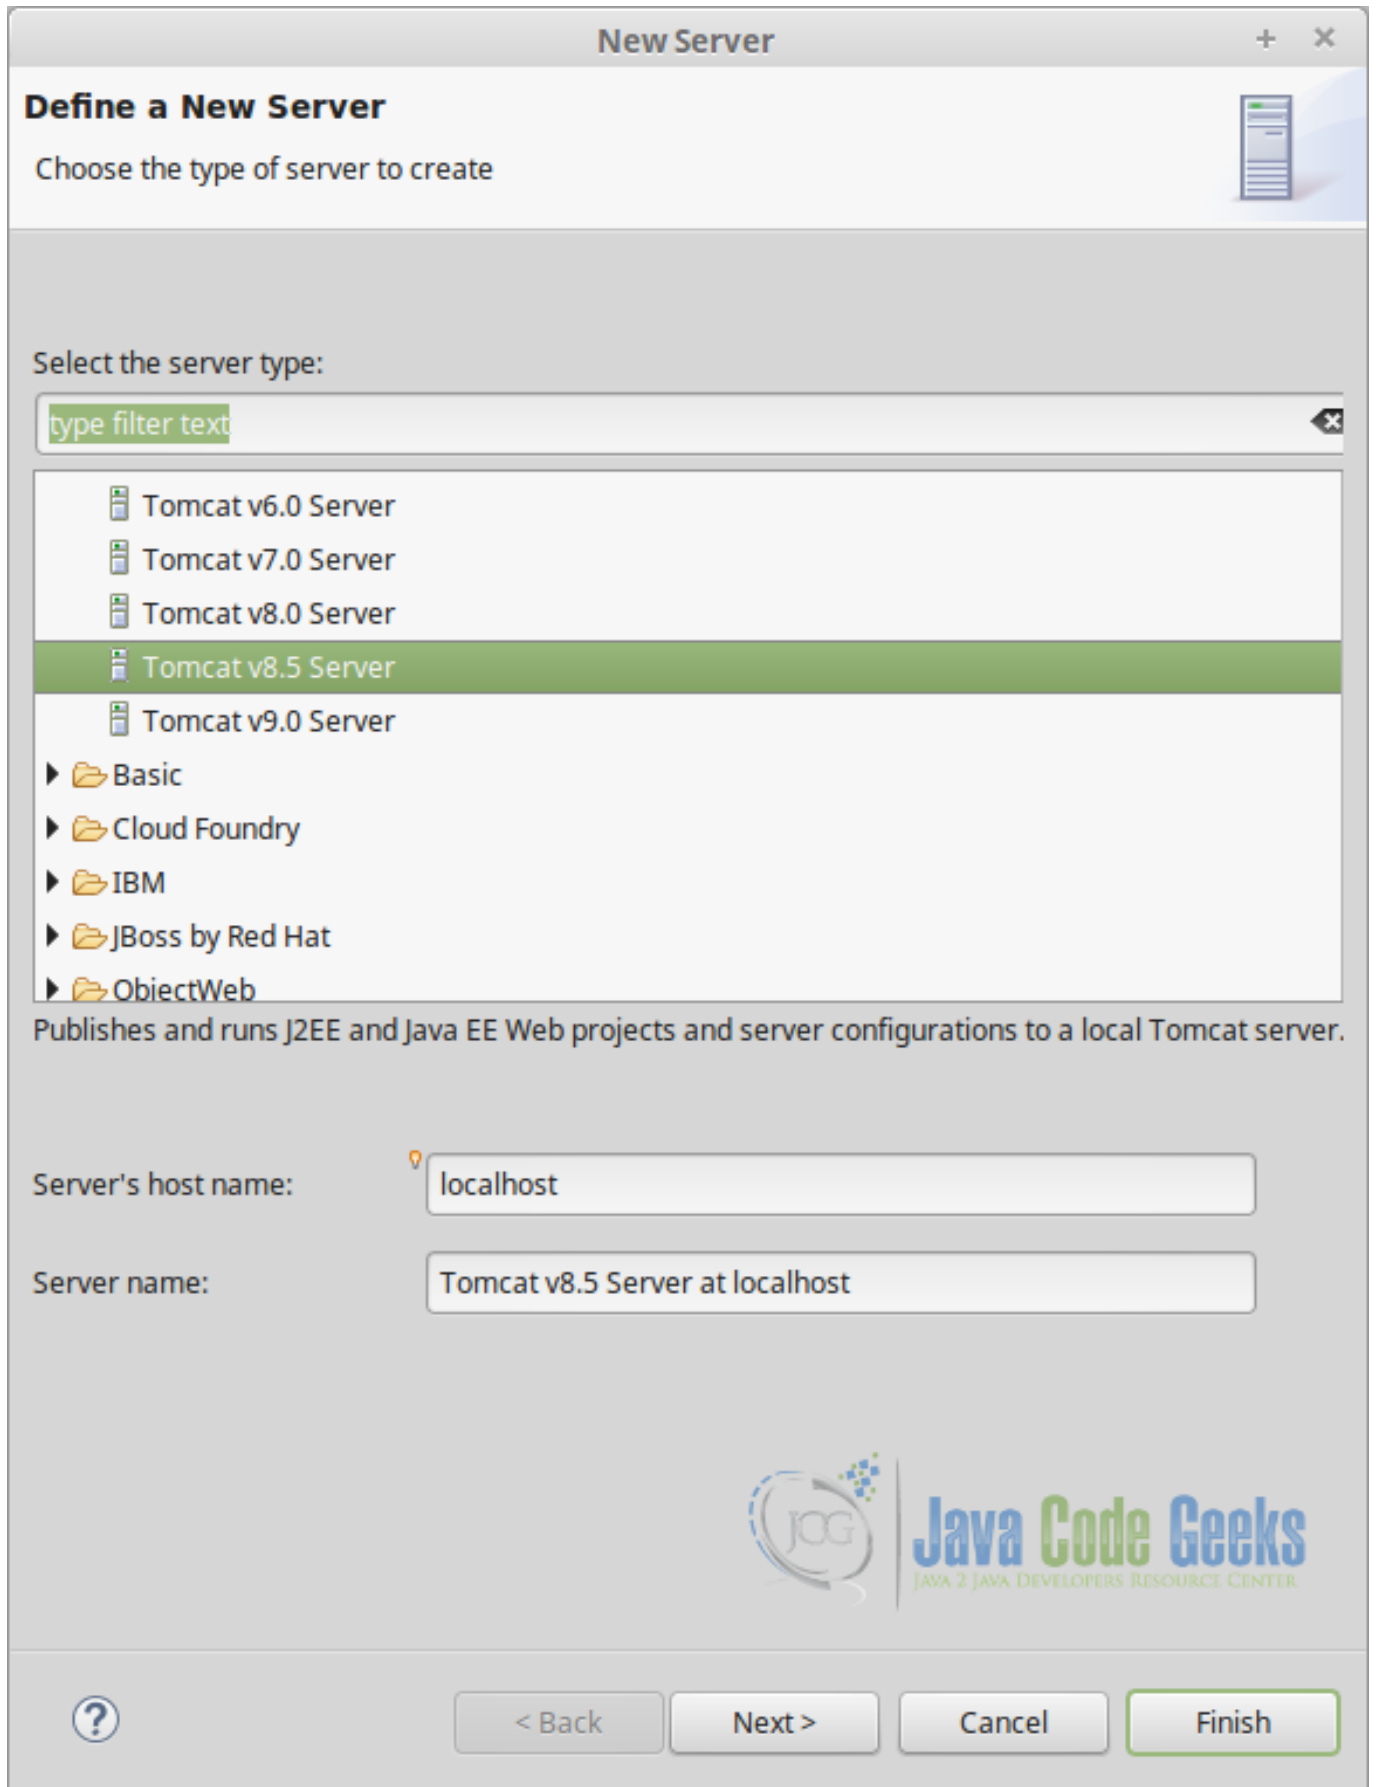 New Server
Define a New Server
Choose the type of server to create
Select the server type:
type filter text
Tomcat v6.0 Server
Tomcat v7.0 Server
Tomcat v8.0 Server
Tomcat v8.5 Server
Tomcat v9.0 Server
Basic
Cloud Foundry
IBM
JBoss by Red Hat
ObjectWeb
Publishes and runs J2EE and Java EE Web projects and server configurations to a local Tomcat server.
Server's host name: localhost
Server name: Tomcat v8.5 Server at localhost
JCG
Java Code Geeks
JAVA 2 JAVA DEVELOPERS RESOURCE CENTER
? < Back Next > Cancel Finish